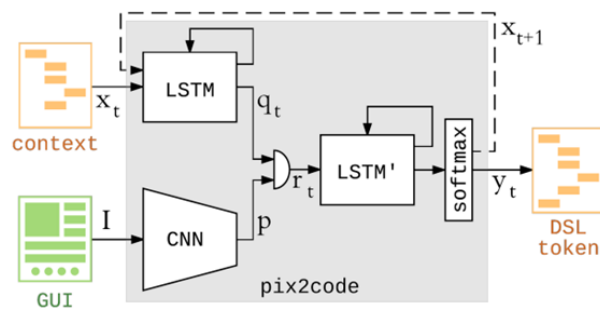 x t+1
LSTM
x t
q t
context
LSTM'
softmax
r t
y t
I
CNN
p
DSL
token
GUI
pix2code